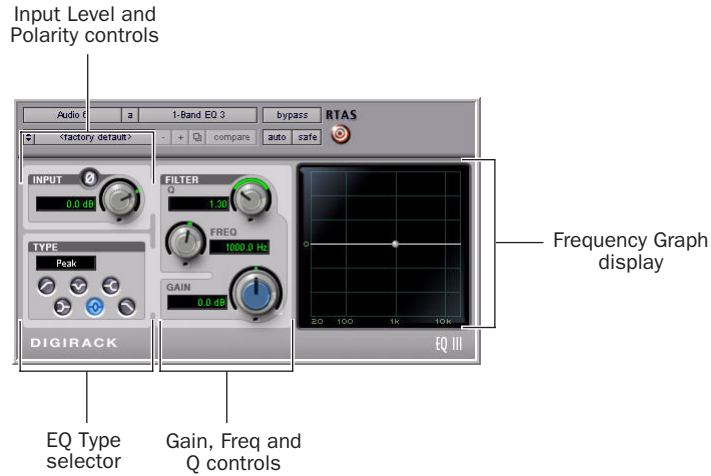 Input Level and
Polarity controls
Audio 6 a 1-Band EQ 3 bypass RTAS
<factory default> - + compare auto safe
INPUT Ø
0.0 dB
FILTER
Q
1.30
FREQ
1000.0 Hz
TYPE
Peak
GAIN
0.0 dB
0
20 100 1k 10k
DIGIRACK
EQ III
Frequency Graph
display
EQ Type
selector
Gain, Freq and
Q controls